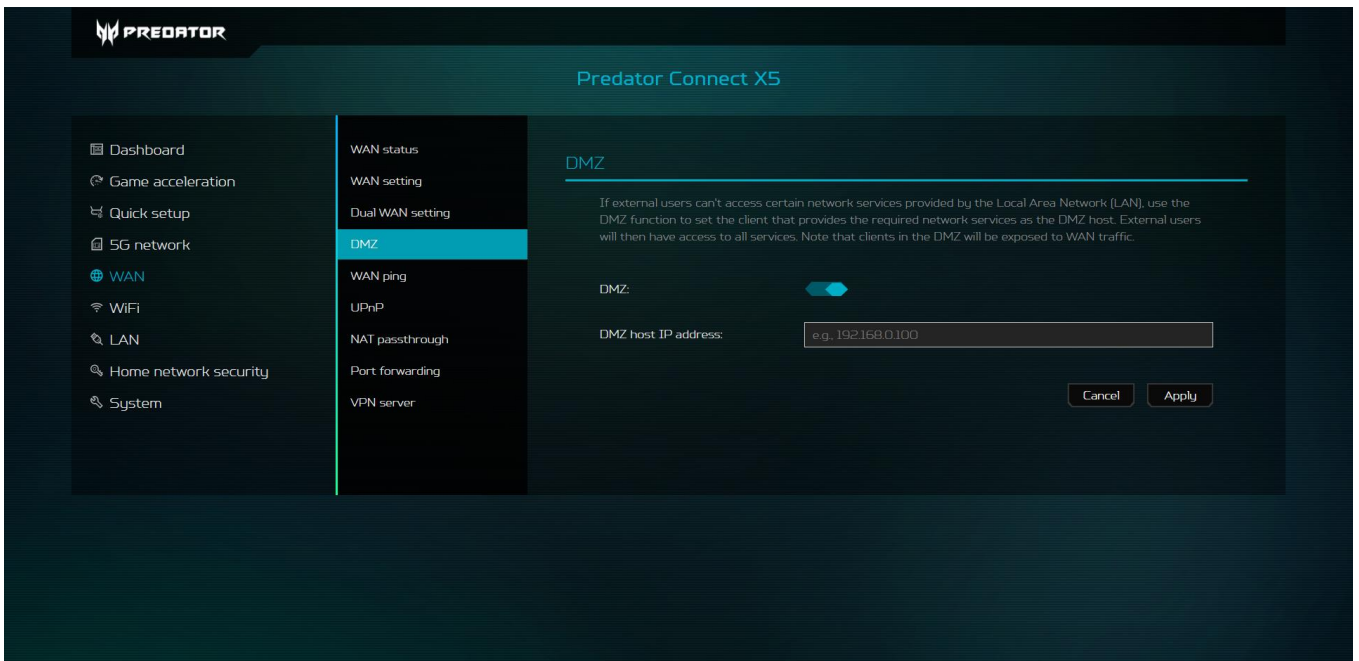 PREDATOR
Predator Connect X5
Dashboard
Game acceleration
Quick setup
5G network
WAN
WiFi
LAN
Home network security
System
WAN status
WAN setting
Dual WAN setting
DMZ
WAN ping
UPnP
NAT passthrough
Port forwarding
VPN server
DMZ
If external users can't access certain network services provided by the Local Area Network (LAN), use the
DMZ function to set the client that provides the required network services as the DMZ host. External users
will then have access to all services. Note that clients in the DMZ will be exposed to WAN traffic.
DMZ:
DMZ host IP address:
e.g., 192.168.0.100
Cancel
Apply